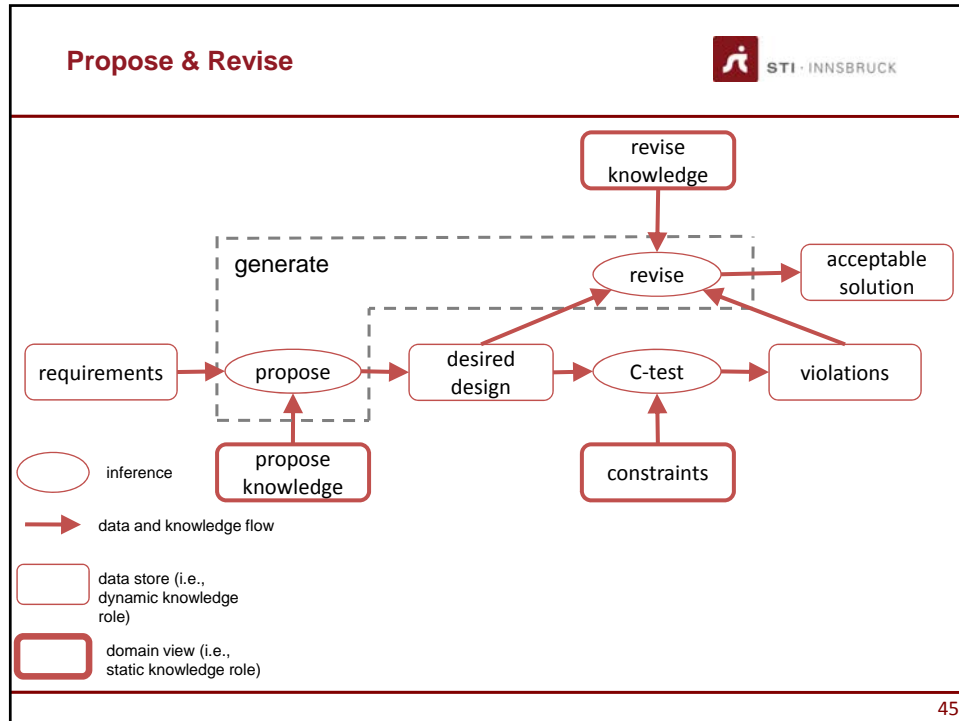 Propose & Revise
STI · INNSBRUCK
revise
knowledge
generate
revise
acceptable
solution
requirements
propose
desired
design
C-test
violations
propose
knowledge
constraints
inference
data and knowledge flow
data store (i.e.,
dynamic knowledge
role)
domain view (i.e.,
static knowledge role)
45